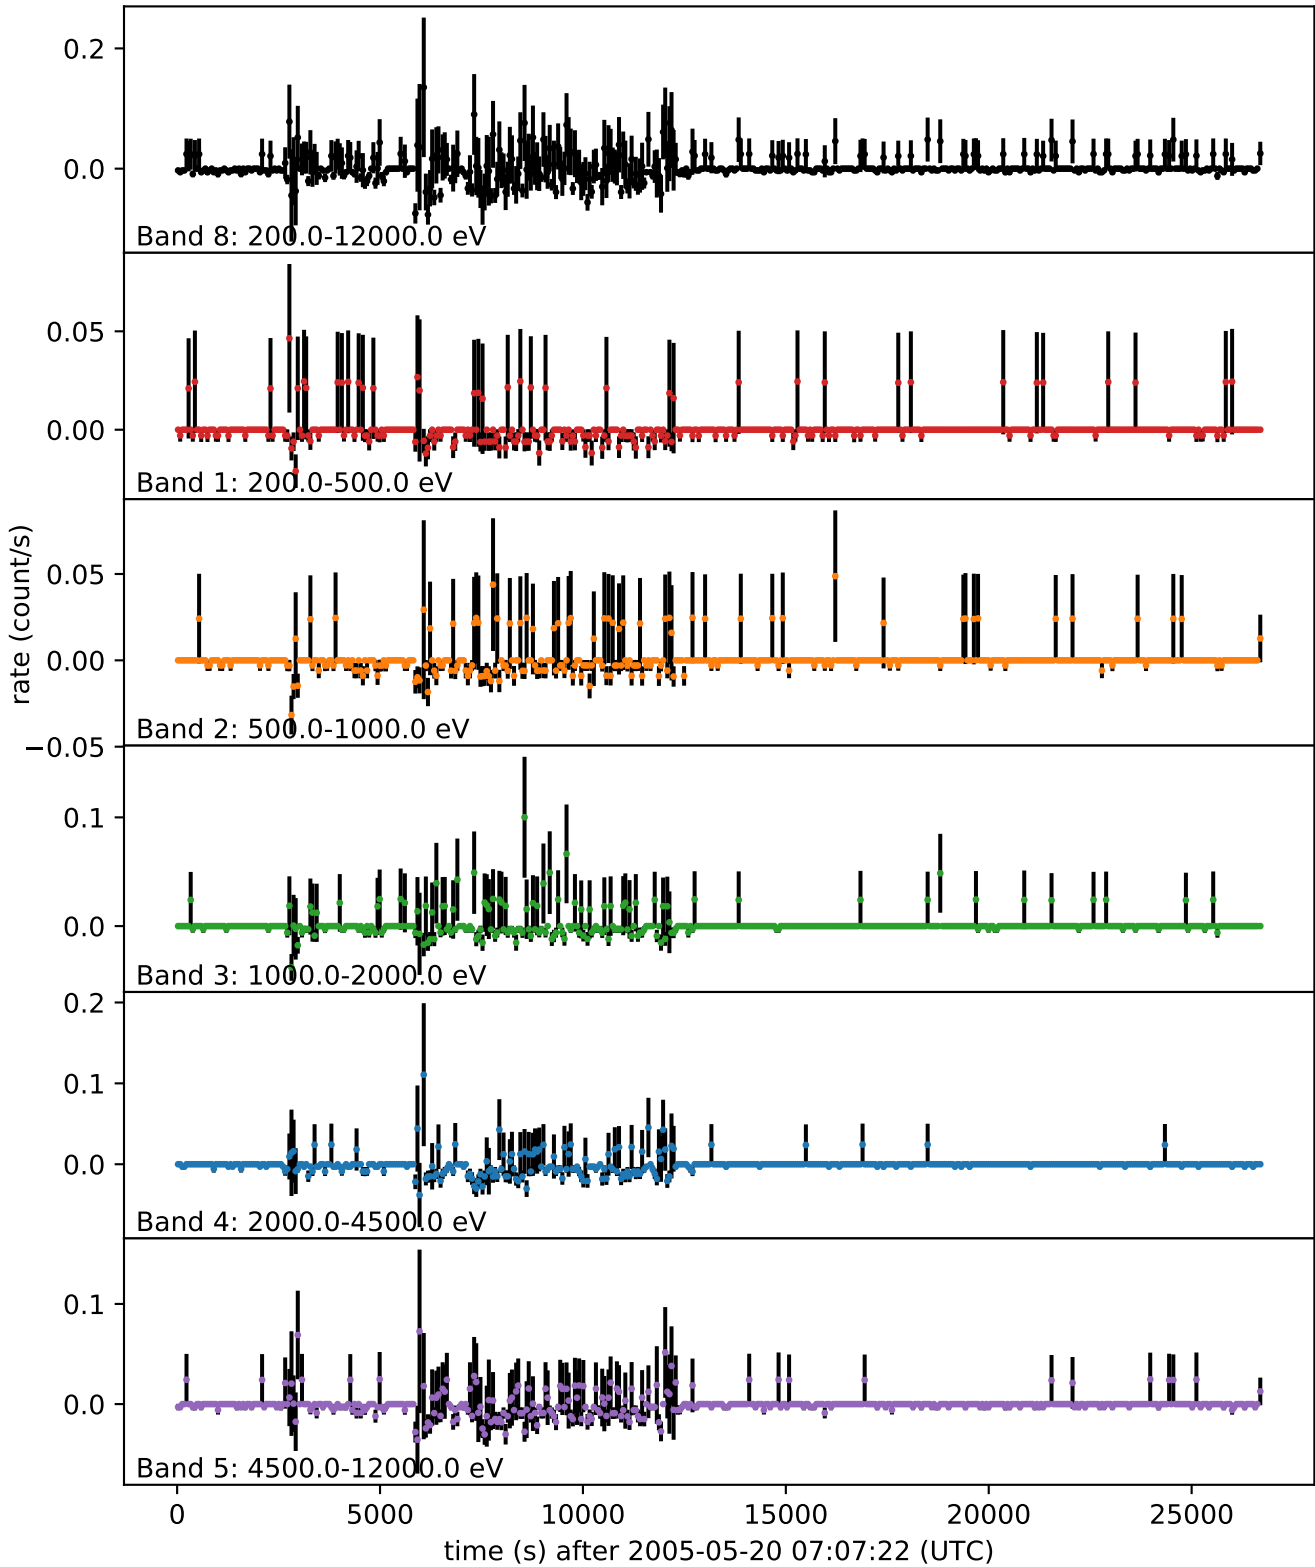 0.2
0.0
Band 8: 200.0-12000.0 eV
0.05
0.00
Band 1: 200.0-500.0 eV
rate (count/s)
0.05
0.00
−0.05
Band 2: 500.0-1000.0 eV
0.1
0.0
Band 3: 1000.0-2000.0 eV
0.2
0.1
0.0
Band 4: 2000.0-4500.0 eV
0.1
0.0
Band 5: 4500.0-12000.0 eV
0 5000 10000 15000 20000 25000
time (s) after 2005-05-20 07:07:22 (UTC)